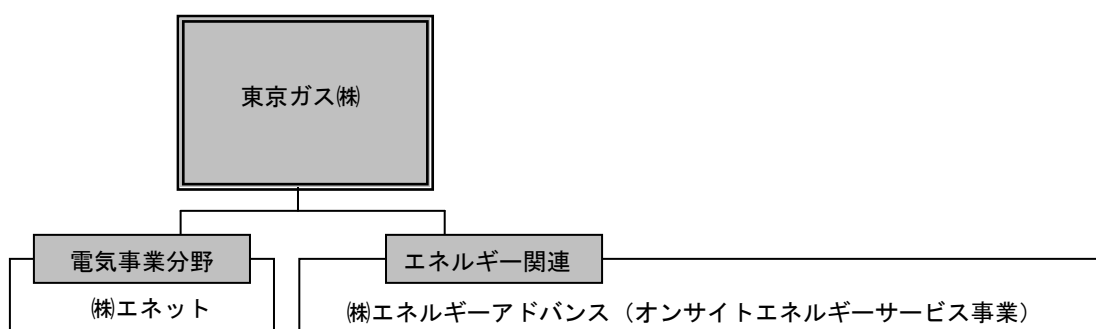 東京ガス㈱
電気事業分野
エネルギー関連
㈱エネット
㈱エネルギーアドバンス（オンサイトエネルギーサービス事業）